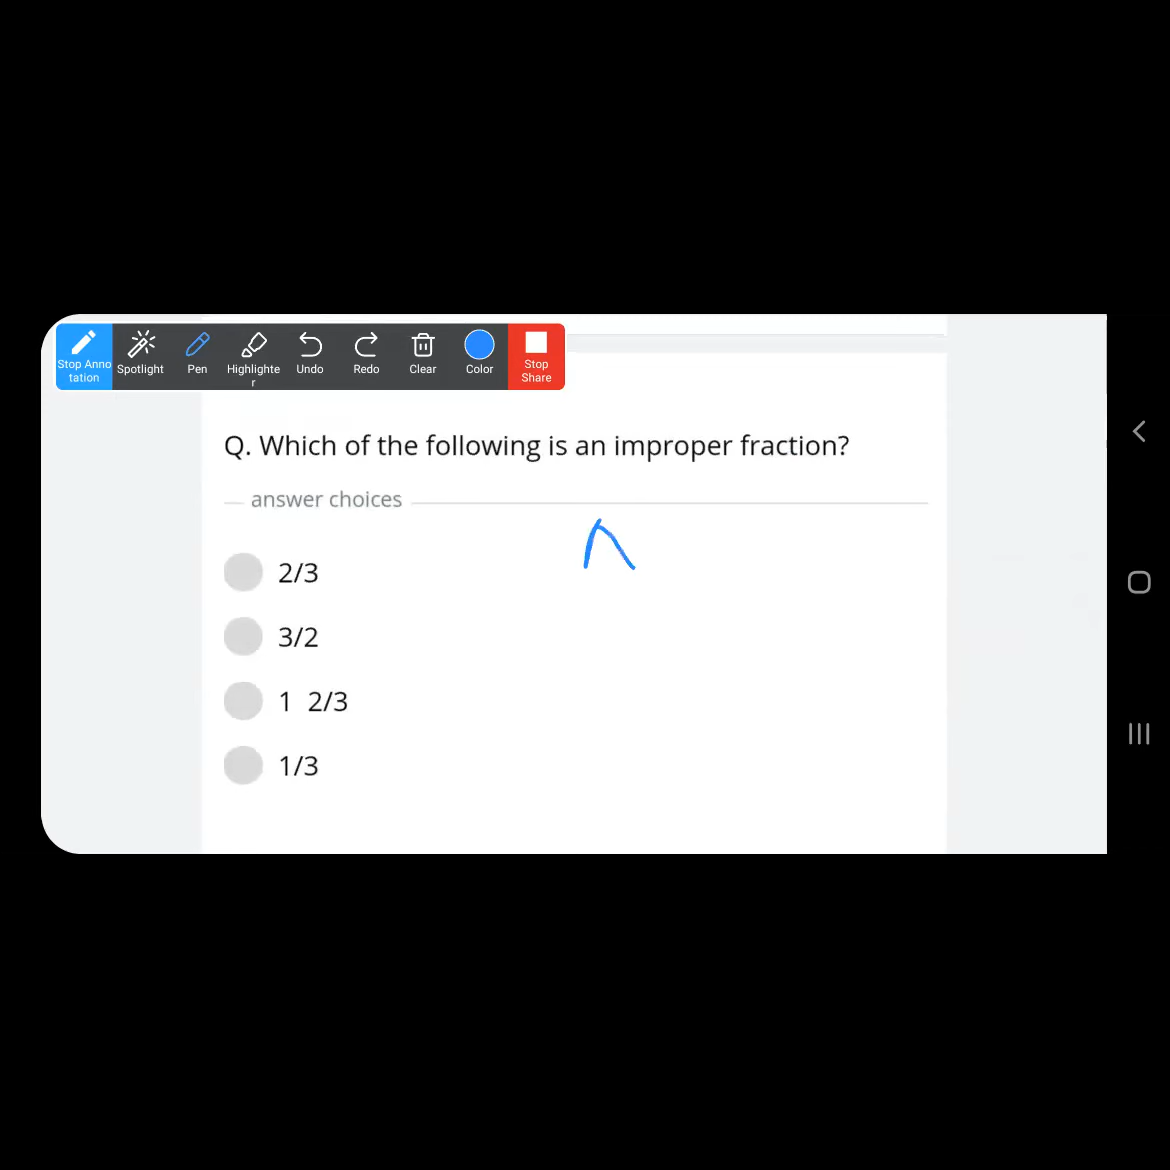 Stop Anno
tation
Spotlight
Pen
Highlighte
r
Undo
Redo
Clear
Color
Stop
Share
Q. Which of the following is an improper fraction?
answer choices
2/3
3/2
1 2/3
1/3